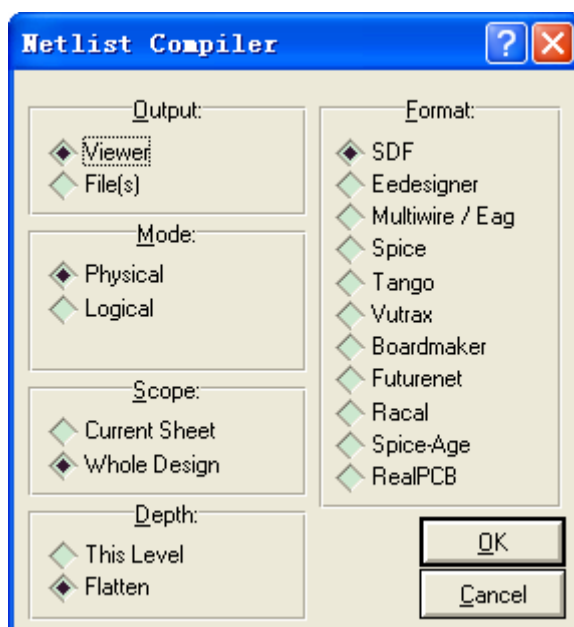 Netlist Compiler
Output:
Viewer
File(s)
Mode:
Physical
Logical
Scope:
Current Sheet
Whole Design
Depth:
This Level
Flatten
Format:
SDF
Eedesigner
Multiwire / Eag
Spice
Tango
Vutrax
Boardmaker
Futurenet
Racal
Spice-Age
RealPCB
OK
Cancel